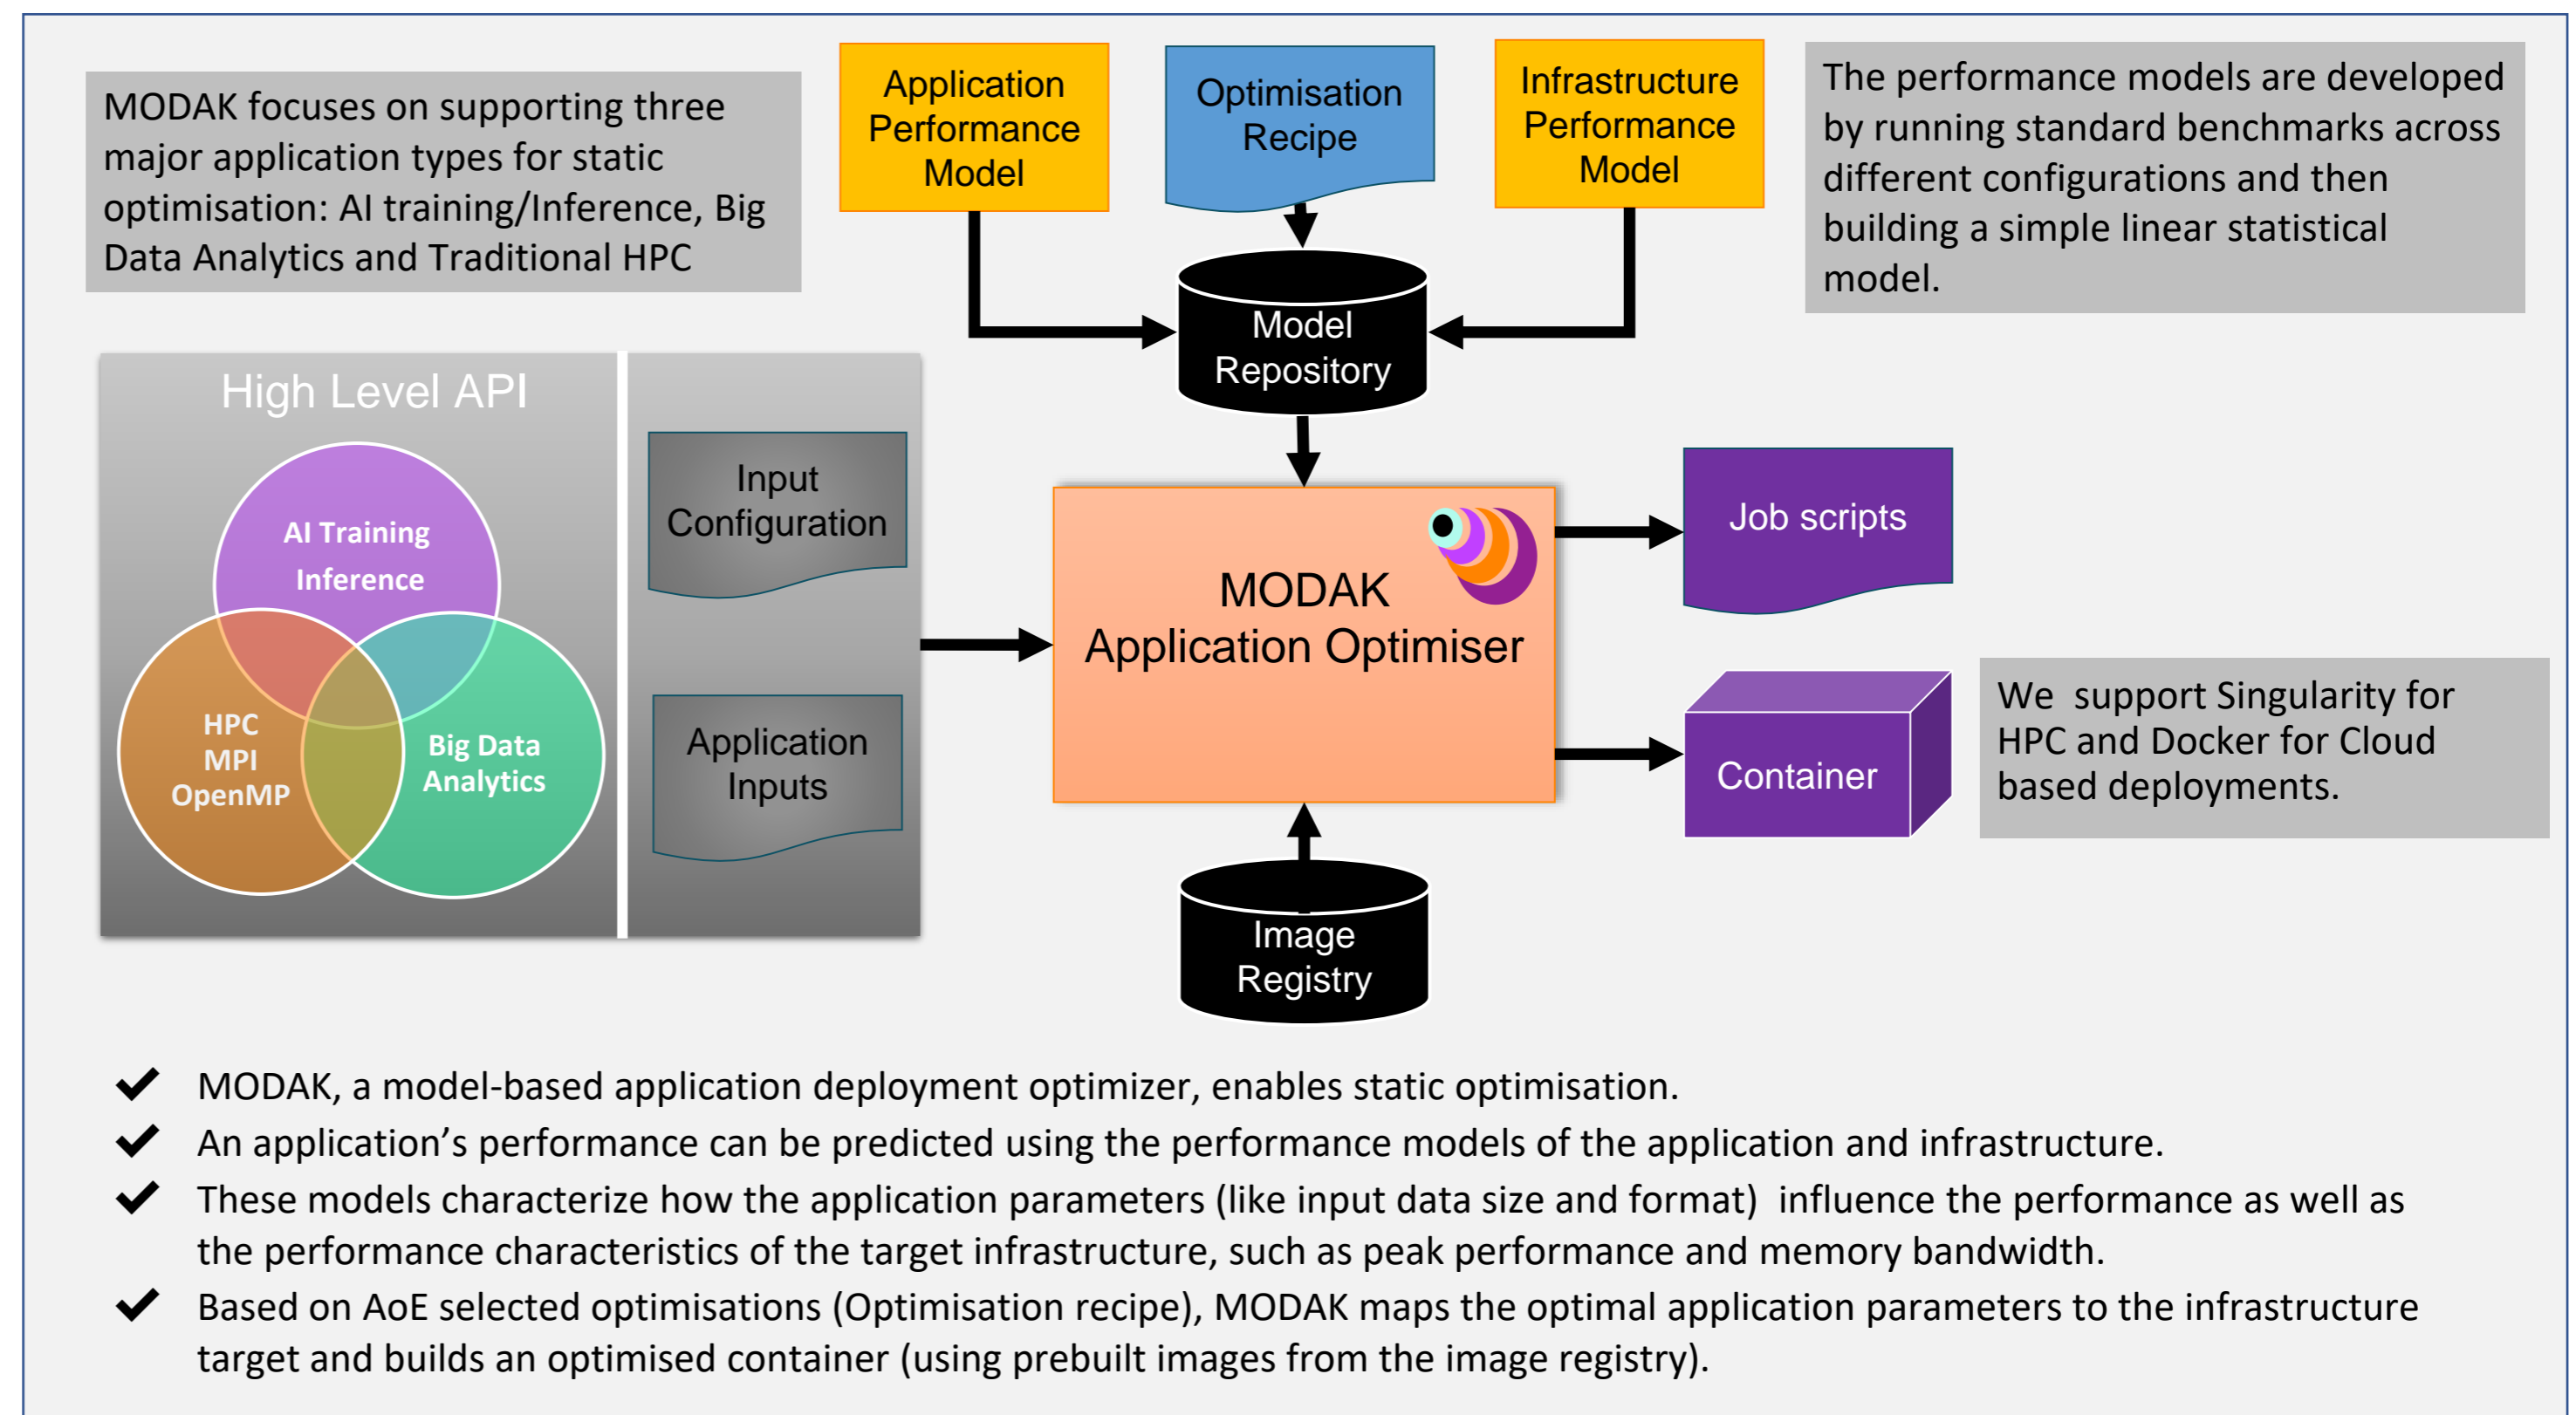 MODAK focuses on supporting three
major application types for static
optimisation: AI training/Inference, Big
Data Analytics and Traditional HPC
Application
Performance
Model
Optimisation
Recipe
Infrastructure
Performance
Model
The performance models are developed
by running standard benchmarks across
different configurations and then
building a simple linear statistical
model.
Model
Repository
High Level API
AI Training
Inference
HPC
MPI
OpenMP
Big Data
Analytics
Input
Configuration
Application
Inputs
MODAK
Application Optimiser
Job scripts
Container
We  support Singularity for
HPC and Docker for Cloud
based deployments.
Image
Registry
✔ MODAK, a model-based application deployment optimizer, enables static optimisation.
✔ An application’s performance can be predicted using the performance models of the application and infrastructure.
✔ These models characterize how the application parameters (like input data size and format)  influence the performance as well as
the performance characteristics of the target infrastructure, such as peak performance and memory bandwidth.
✔ Based on AoE selected optimisations (Optimisation recipe), MODAK maps the optimal application parameters to the infrastructure
target and builds an optimised container (using prebuilt images from the image registry).